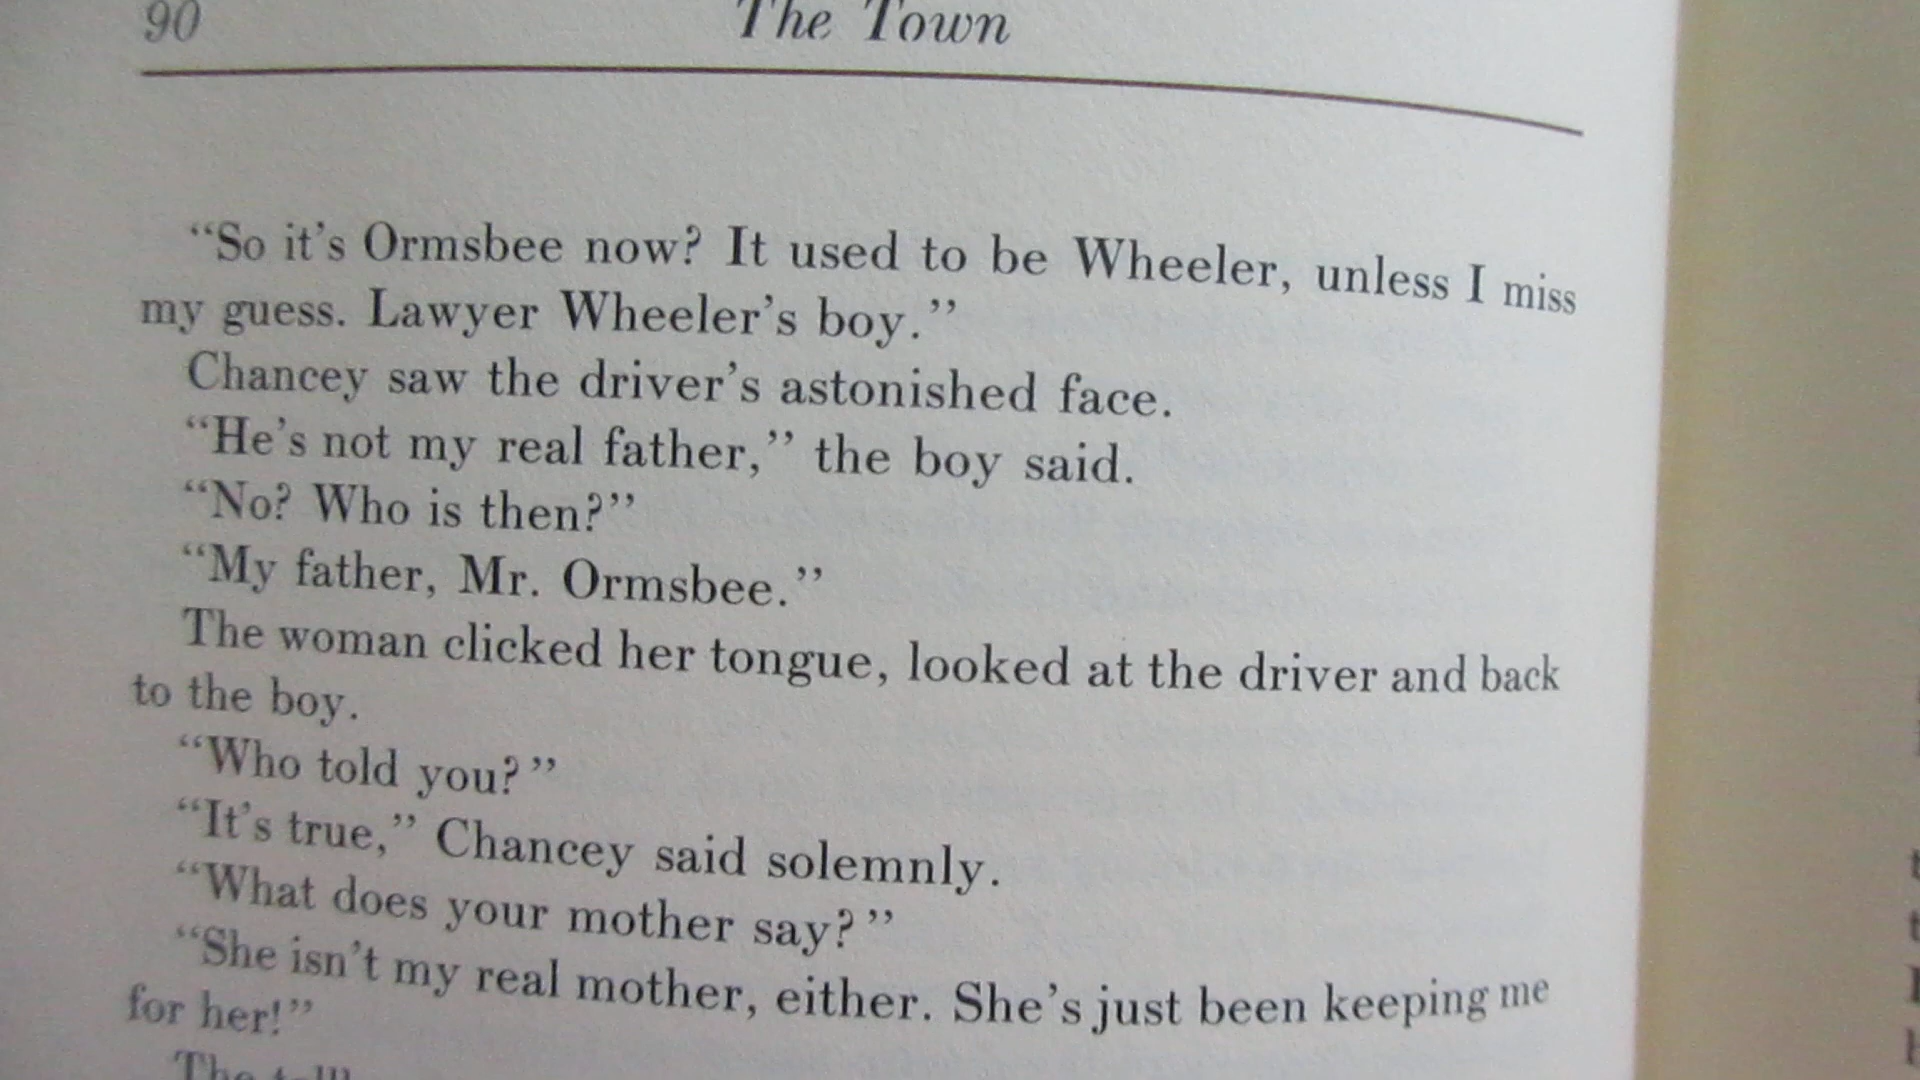 90 The Town
“So it’s Ormsbee now? It used to be Wheeler, unless I miss
my guess. Lawyer Wheeler’s boy.”
Chancey saw the driver’s astonished face.
“He’s not my real father,” the boy said.
“No? Who is then?”
“My father, Mr. Ormsbee.”
The woman clicked her tongue, looked at the driver and back
to the boy.
“Who told you?”
“It’s true,” Chancey said solemnly.
“What does your mother say?”
“She isn’t my real mother, either. She’s just been keeping me
for her!”
The